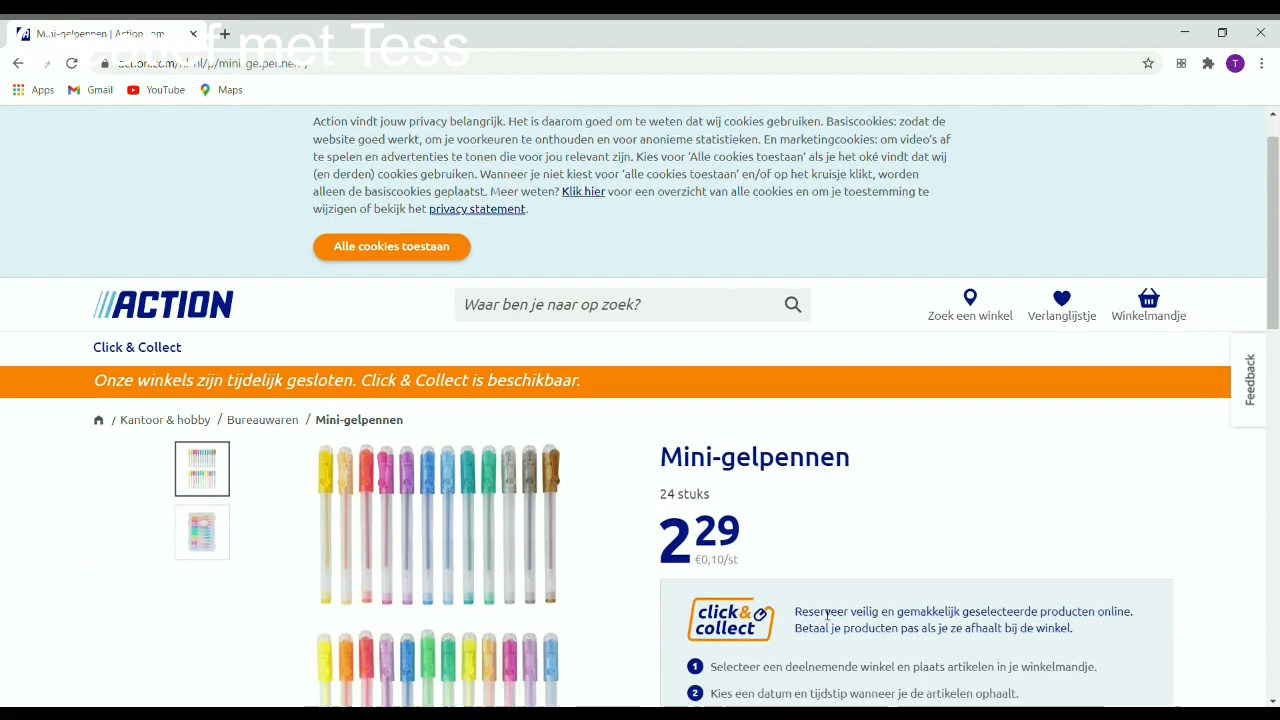 Mini-gelpennen | Action
met Tess
Apps
Gmail
YouTube
Maps
Action vindt jouw privacy belangrijk. Het is daarom goed om te weten dat wij cookies gebruiken. Basiscookies: zodat de
website goed werkt, om je voorkeuren te onthouden en voor anonieme statistieken. En marketingcookies: om video's af
te spelen en advertenties te tonen die voor jou relevant zijn. Kies voor ‘Alle cookies toestaan’ als je het oké vindt dat wij
(en derden) cookies gebruiken. Wanneer je niet kiest voor ‘alle cookies toestaan’ en/of op het kruisje klikt, worden
alleen de basiscookies geplaatst. Meer weten? Klik hier voor een overzicht van alle cookies en om je toestemming te
wijzigen of bekijk het privacy statement.
Alle cookies toestaan
ACTION
Waar ben je naar op zoek?
Zoek een winkel
Verlanglijstje
Winkelmandje
Click & Collect
Feedback
Onze winkels zijn tijdelijk gesloten. Click & Collect is beschikbaar.
/ Kantoor & hobby / Bureauwaren / Mini-gelpennen
Mini-gelpennen
24 stuks
2 29
€0,10/st
click& collect
Reserveer veilig en gemakkelijk geselecteerde producten online.
Betaal je producten pas als je ze afhaalt bij de winkel.
1 Selecteer een deelnemende winkel en plaats artikelen in je winkelmandje.
2 Kies een datum en tijdstip wanneer je de artikelen ophaalt.
T